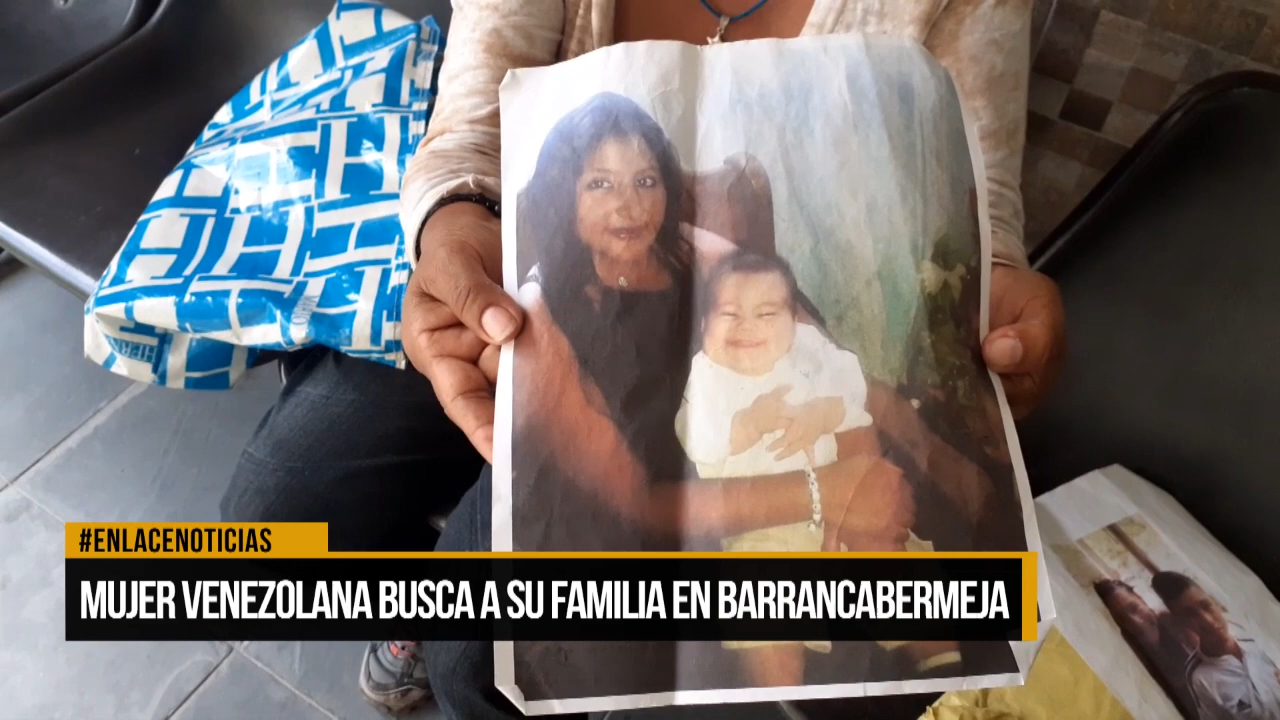 #ENLACENOTICIAS
MUJER VENEZOLANA BUSCA A SU FAMILIA EN BARRANCABERMEJA